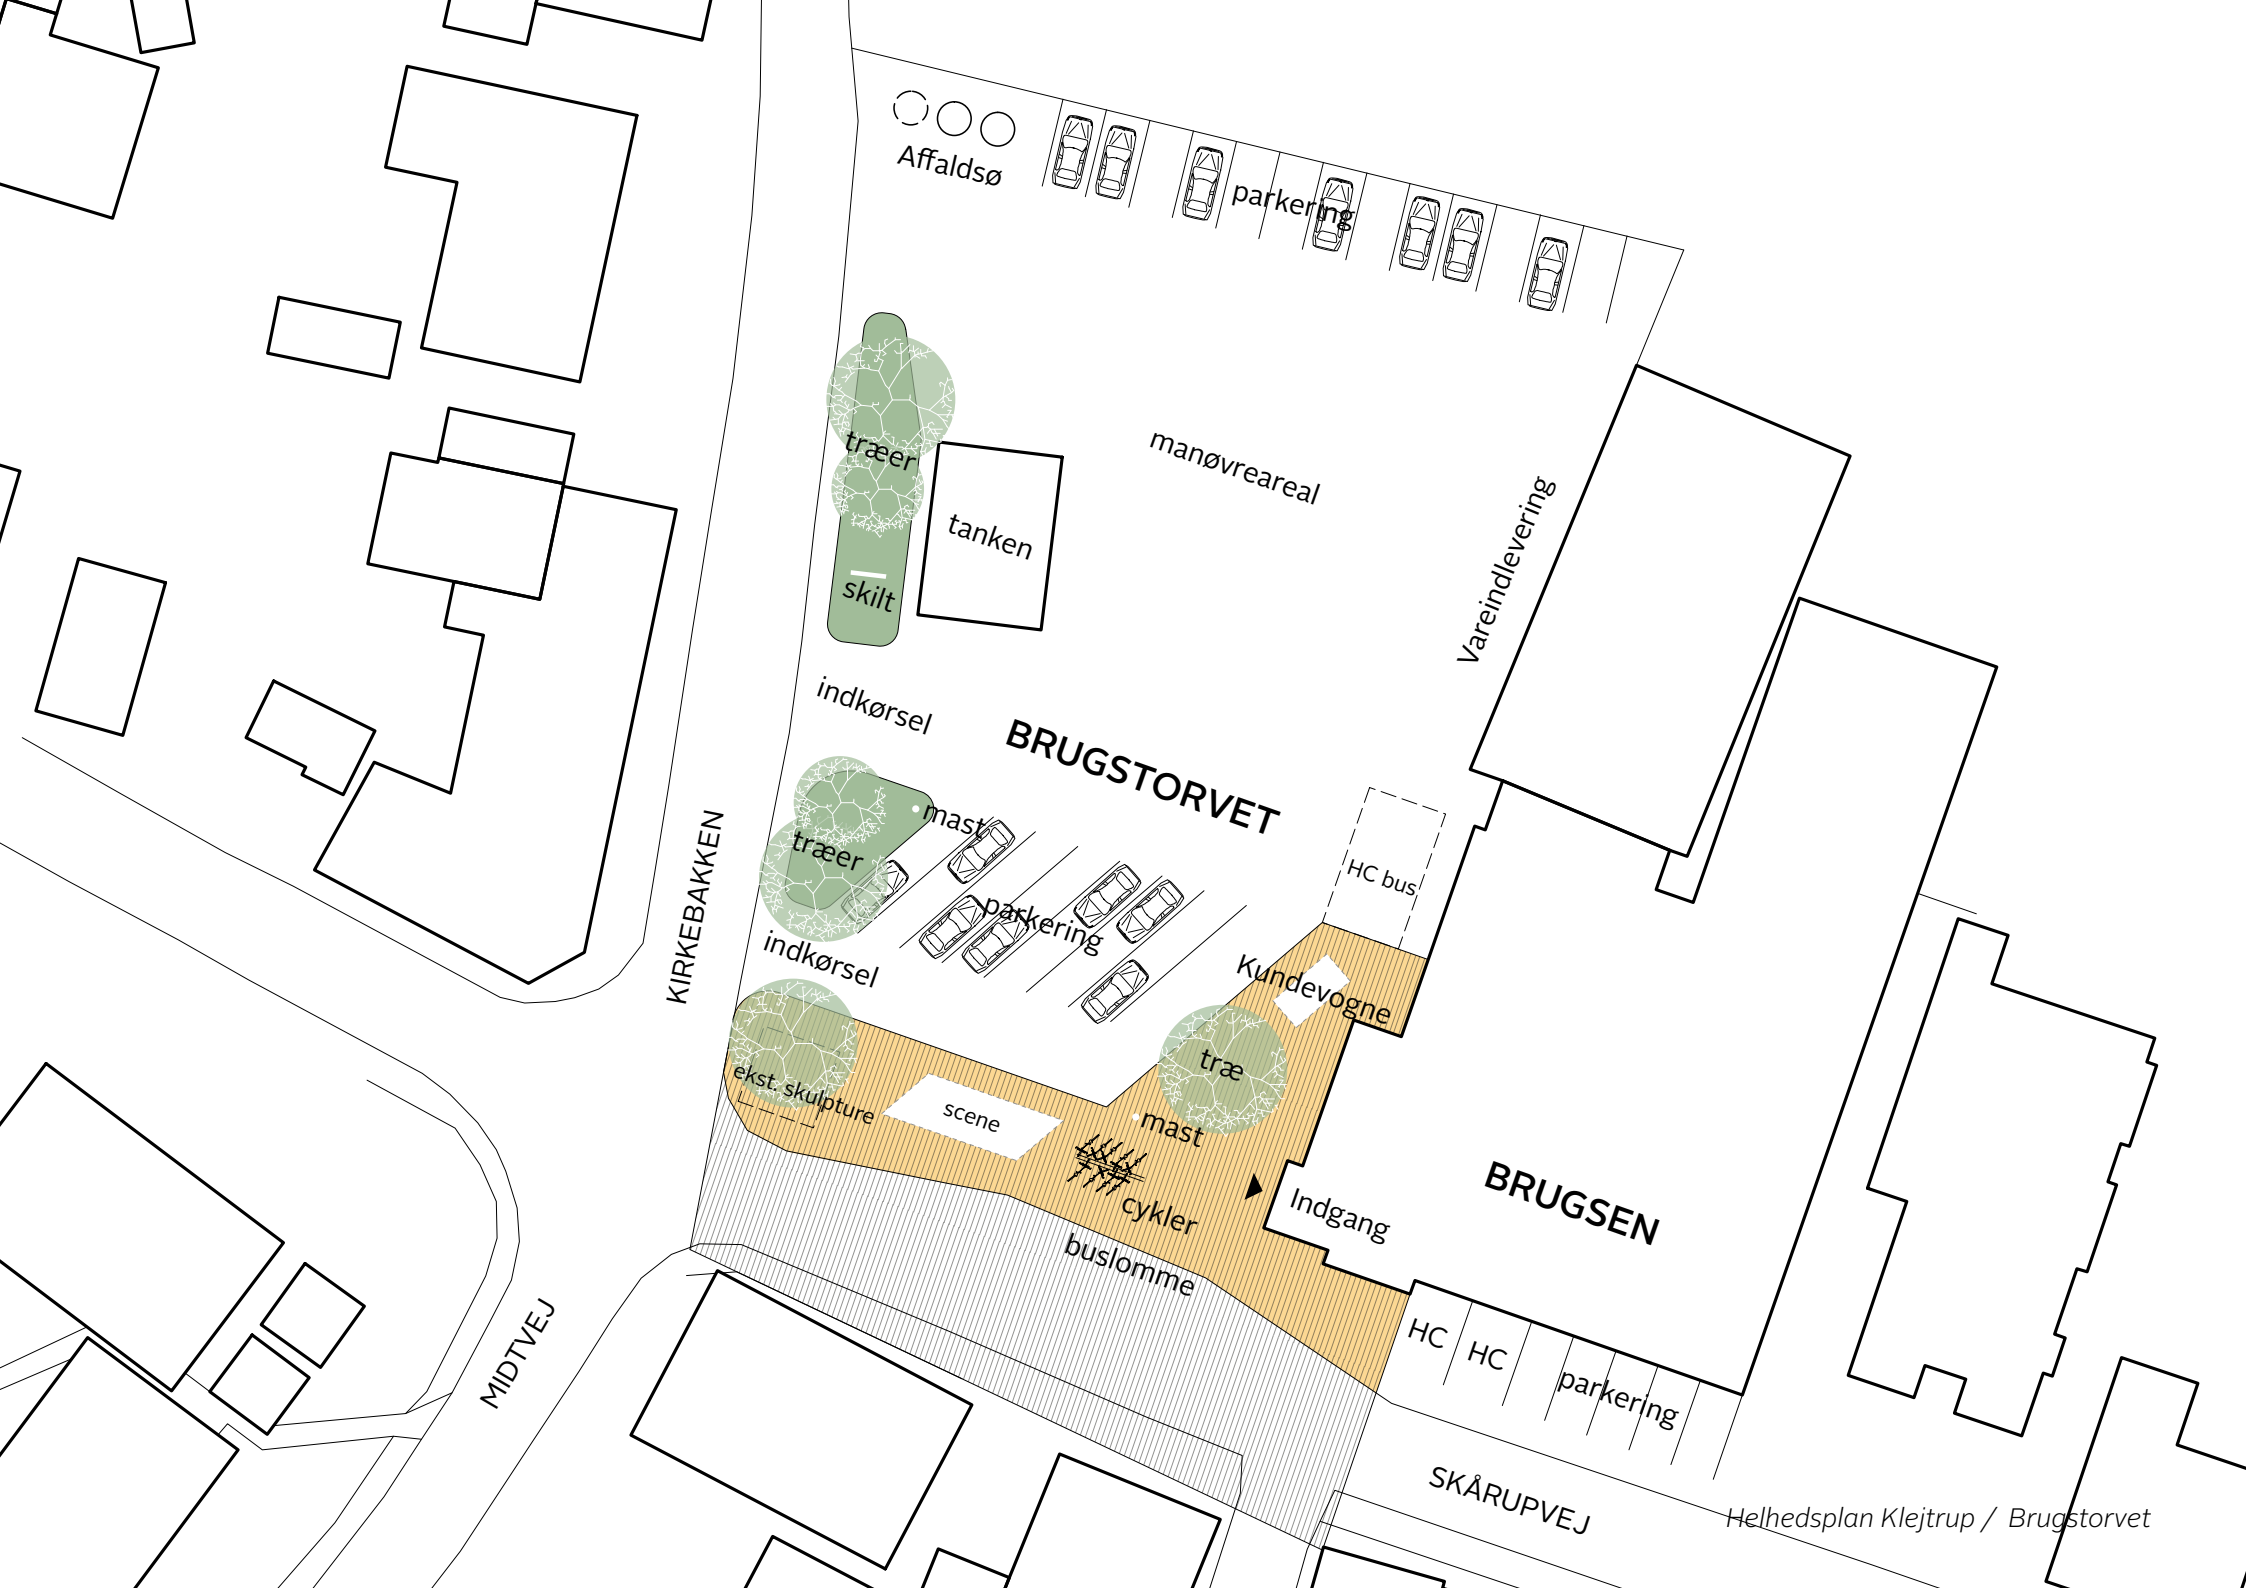 Affaldsø
parkering
træer
manøvreareal
tanken
Vareindlevering
skilt
indkørsel
BRUGSTORVET
mast
træer
HC bus
KIRKEBAKKEN
parkering
indkørsel
Kundevogne
træ
ekst. skulpture
scene
mast
cykler
Indgang
BRUGSEN
buslomme
HC
HC
parkering
MIDTVEJ
SKÅRUPVEJ
Helhedsplan Klejtrup / Brugstorvet